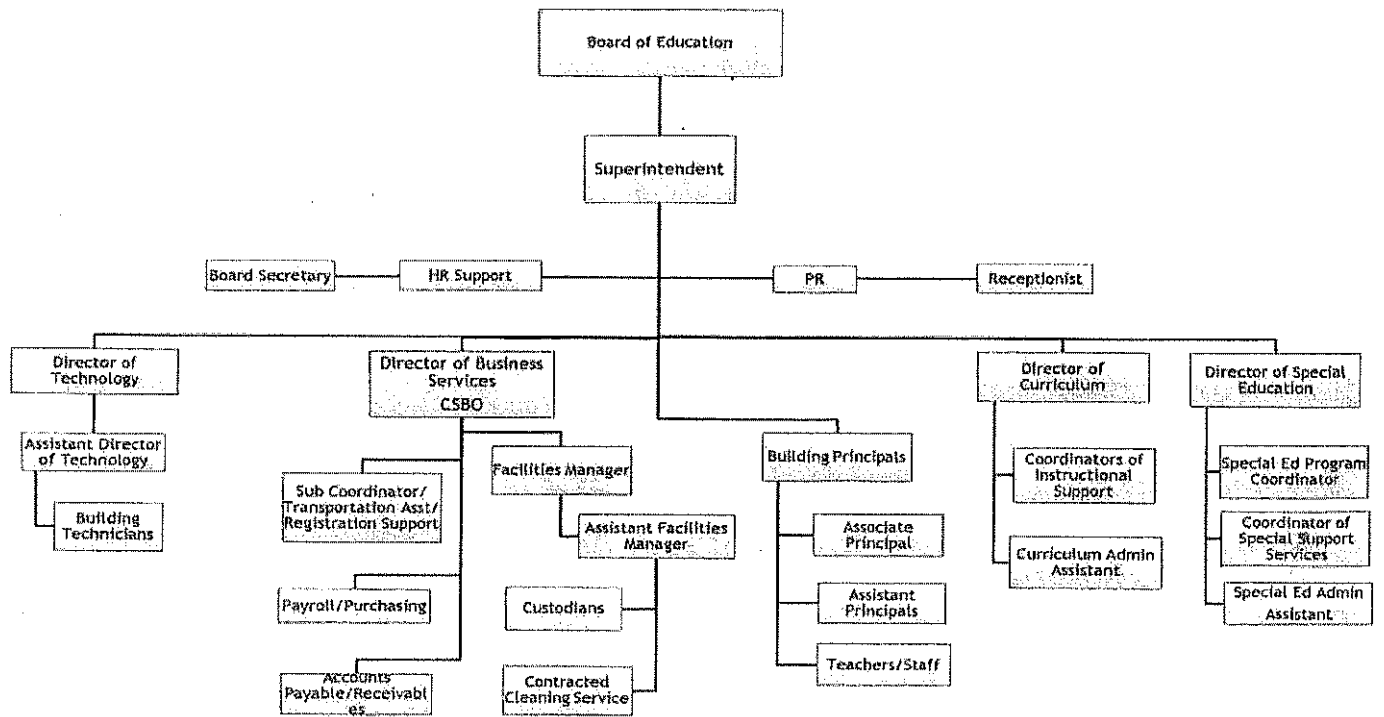 Board of Education
Superintendent
Board Secretary
HR Support
PR
Receptionist
Director of
Technology
Director of Business
Services
CSBO
Director of
Curriculum
Director of Special
Education
Assistant Director
of Technology
Building
Technicians
Sub Coordinator/
Transportation Asst/
Registration Support
Payroll/Purchasing
Accounts
Payable/Receivabl
es
Facilities Manager
Assistant Facilities
Manager
Custodians
Contracted
Cleaning Service
Building Principals
Associate
Principal
Assistant
Principals
Teachers/Staff
Coordinators of
Instructional
Support
Curriculum Admin
Assistant
Special Ed Program
Coordinator
Coordinator of
Special Support
Services
Special Ed Admin
Assistant